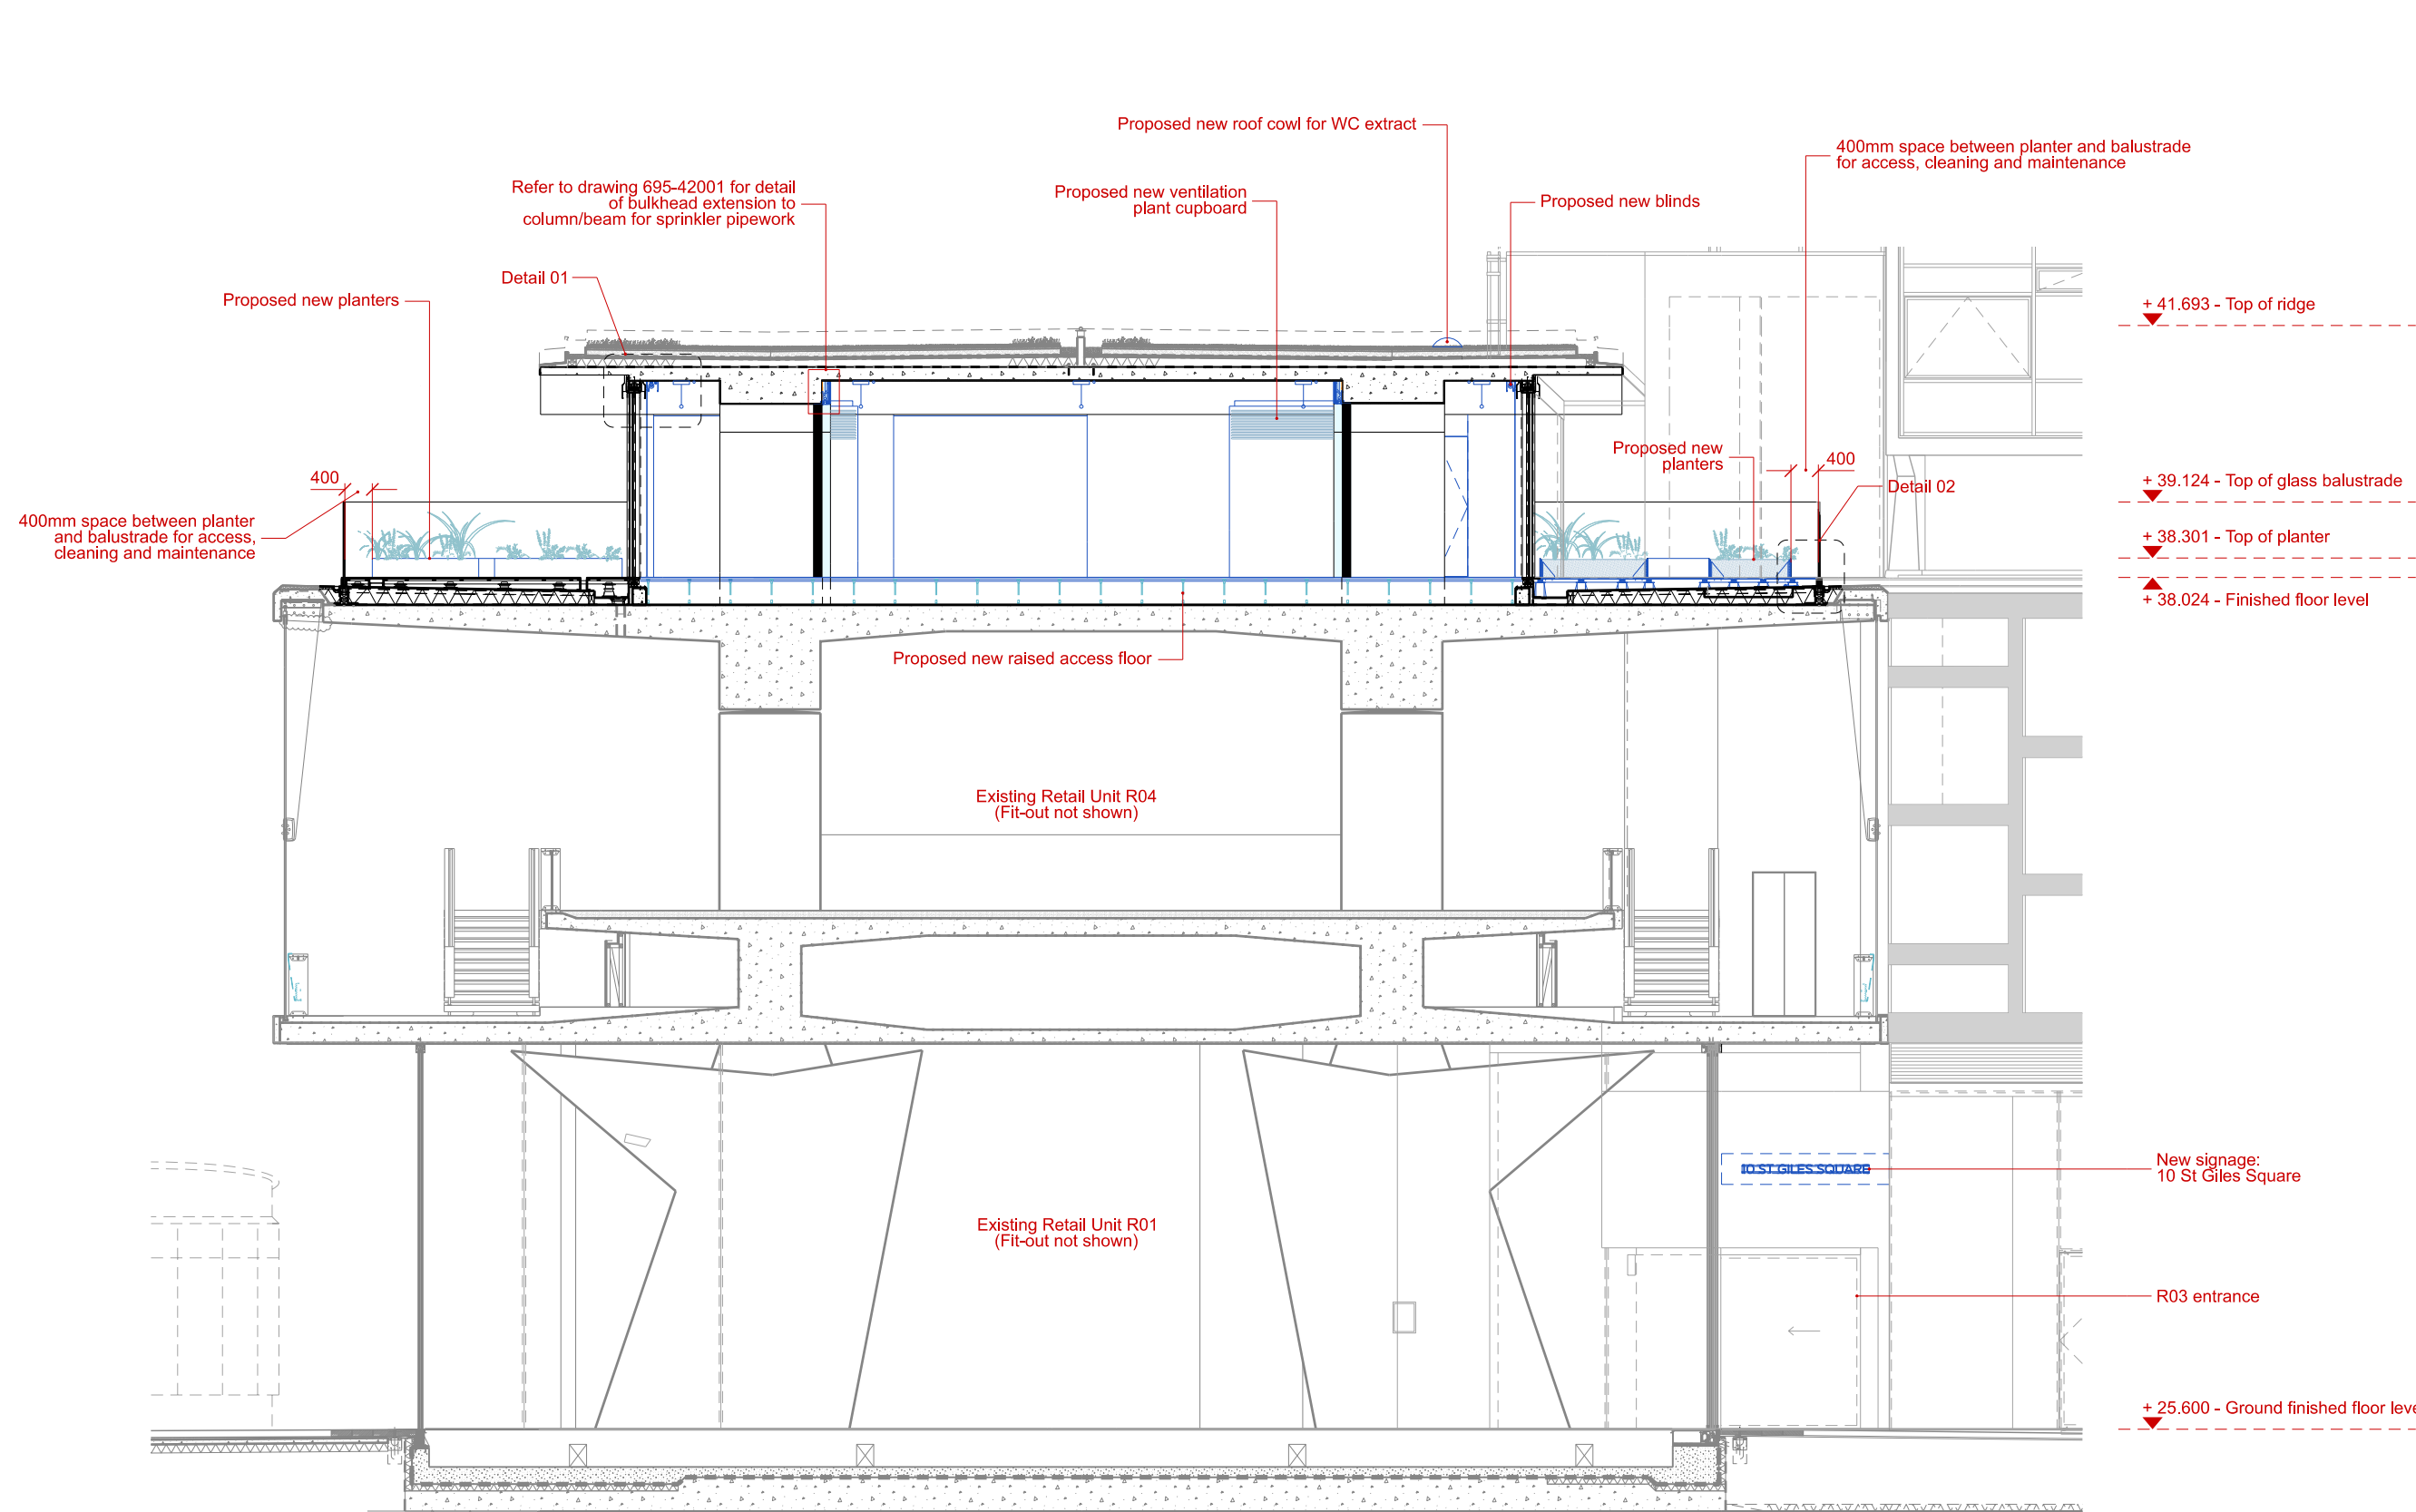 Proposed new roof cowl for WC extract
400mm space between planter and balustrade
for access, cleaning and maintenance
Refer to drawing 695-42001 for detail
of bulkhead extension to
column/beam for sprinkler pipework
Proposed new ventilation
plant cupboard
Proposed new blinds
Detail 01
Proposed new planters
+ 41.693 - Top of ridge
Proposed new
planters
400
400
+ 39.124 - Top of glass balustrade
Detail 02
400mm space between planter
and balustrade for access,
cleaning and maintenance
+ 38.301 - Top of planter
+ 38.024 - Finished floor level
Proposed new raised access floor
Existing Retail Unit R04
(Fit-out not shown)
10 ST GILES SQUARE
New signage:
10 St Giles Square
Existing Retail Unit R01
(Fit-out not shown)
R03 entrance
+ 25.600 - Ground finished floor leve